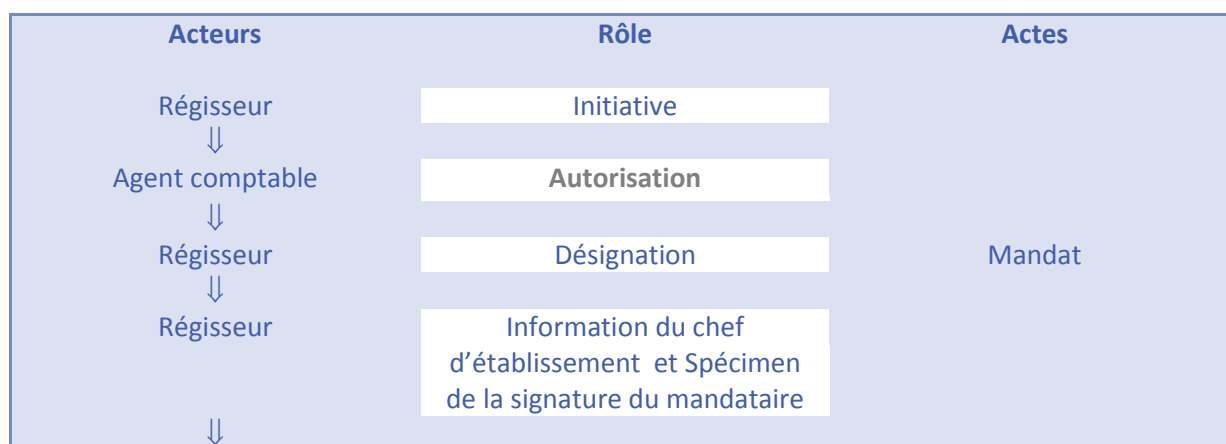 Acteurs Rôle Actes
Régisseur Initiative
⇓
Agent comptable Autorisation
⇓
Régisseur Désignation Mandat
⇓
Régisseur Information du chef
d’établissement et Spécimen
de la signature du mandataire
⇓